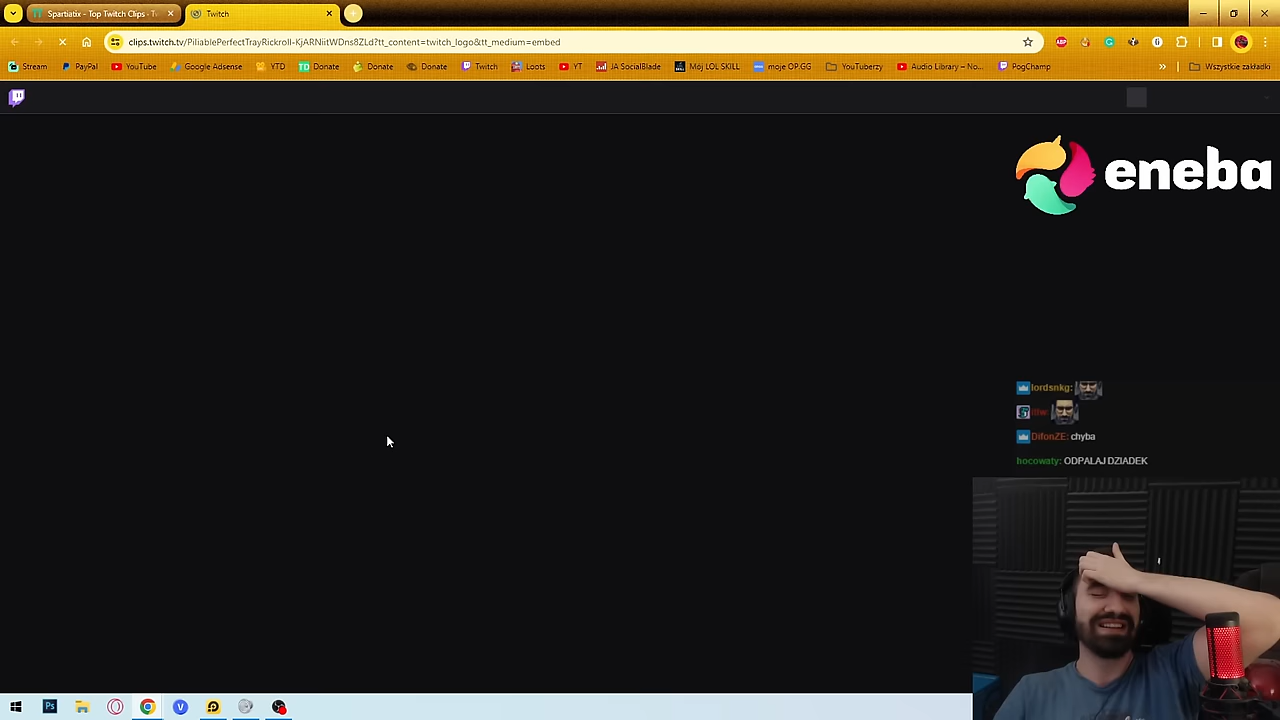 Spartiatix - Top Twitch Clips - Tw
Twitch
clips.twitch.tv/PiliablePerfectTrayRickroll-KjARNiitWDns8ZLd?tt_content=twitch_logo&tt_medium=embed
Stream PayPal YouTube Google Adsense YTD Donate Donate Donate Twitch Loots YT JA SocialBlade Mój LOL SKILL moje OP.GG YouTuberzy Audio Library – No... PogChamp » Wszystkie zakładki
eneba
lordsnkg:
DifonZE: chyba
hocowaty: ODPALAJ DZIADEK